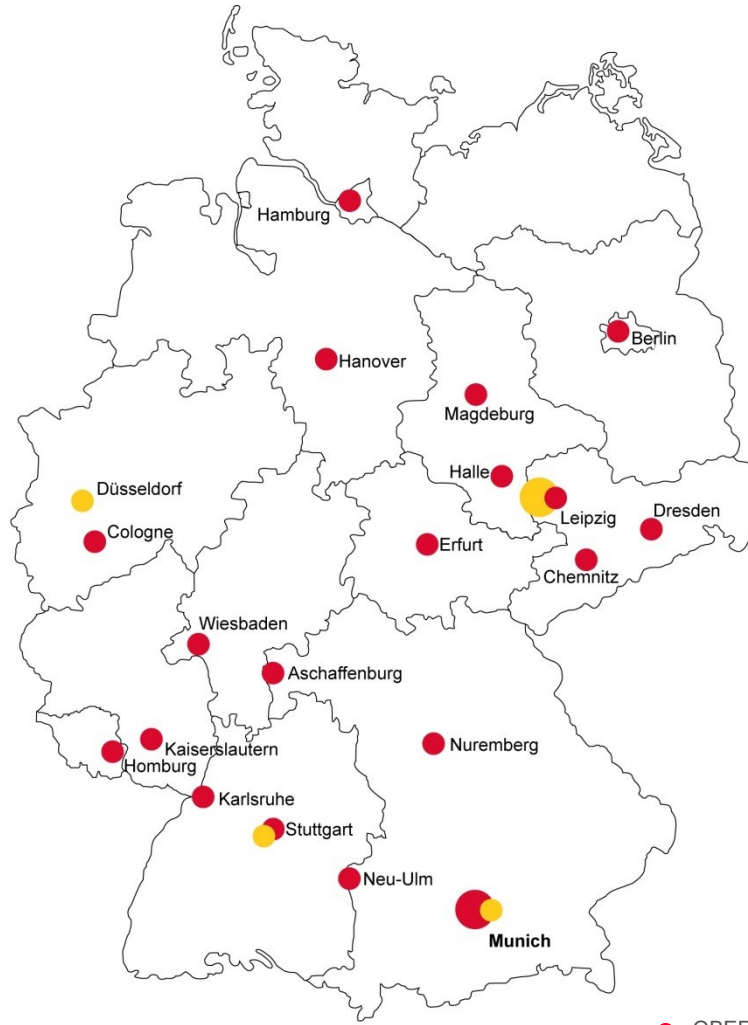 Hamburg
Berlin
Hanover
Magdeburg
Halle
Düsseldorf
Leipzig
Dresden
Cologne
Erfurt
Chemnitz
Wiesbaden
Aschaffenburg
Nuremberg
Kaiserslautern
Homburg
Karlsruhe
Stuttgart
Neu-Ulm
Munich